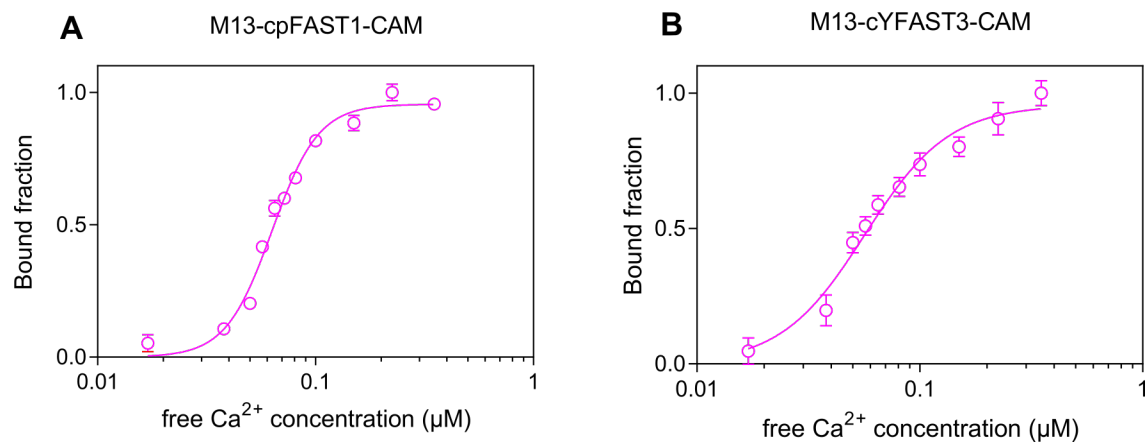 A
M13-cpFAST1-CAM
Bound fraction
1.0
0.5
0.0
0.01
0.1
1
free Ca²⁺ concentration (µM)
B
M13-cYFAST3-CAM
Bound fraction
1.0
0.5
0.0
0.01
0.1
1
free Ca²⁺ concentration (µM)